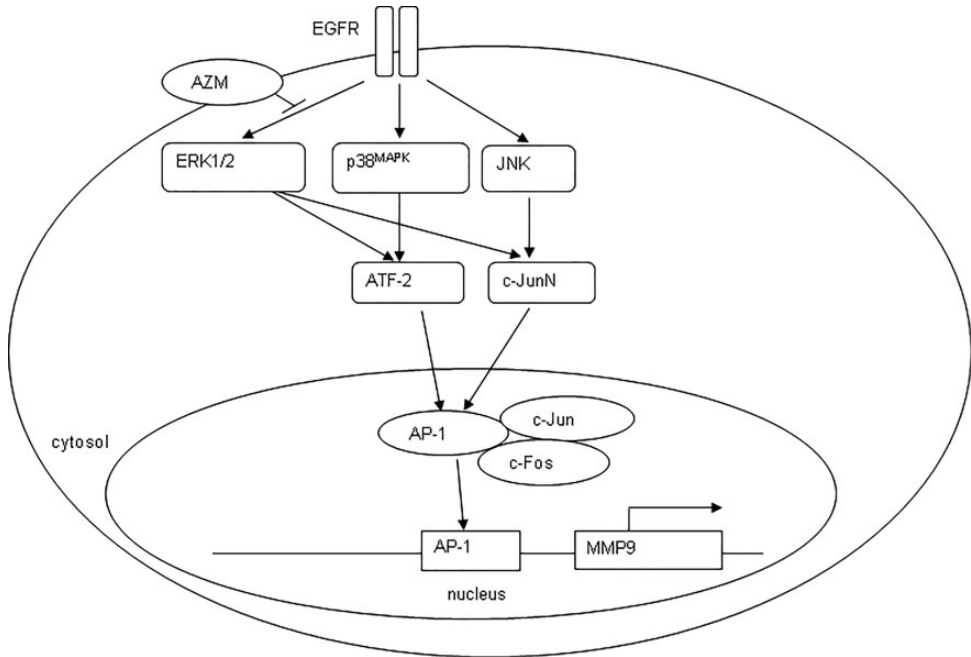 EGFR
AZM
ERK1/2
p38MAPK
JNK
ATF-2
c-JunN
cytosol
AP-1
c-Jun
c-Fos
AP-1
MMP9
nucleus